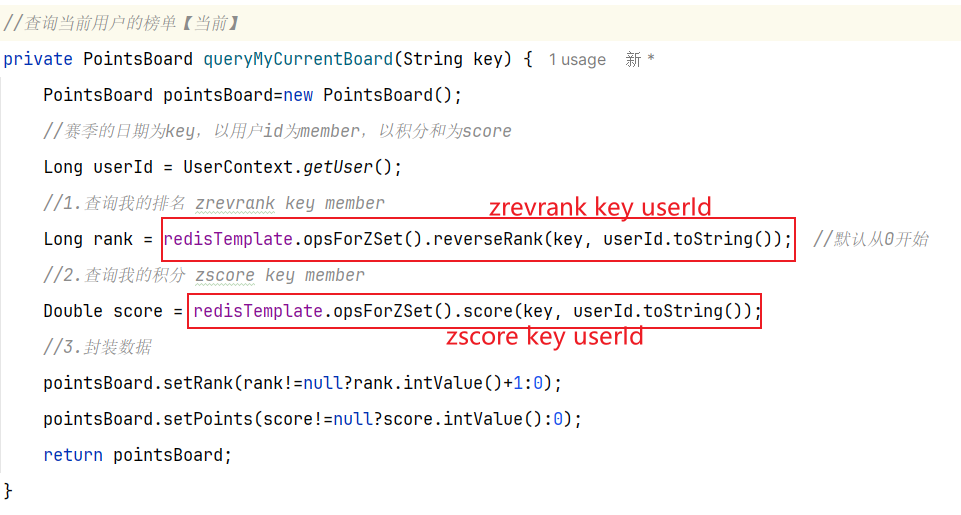 //查询当前用户的榜单【当前】
private PointsBoard queryMyCurrentBoard(String key) { 1 usage 新 *
PointsBoard pointsBoard=new PointsBoard();
//赛季的日期为key，以用户id为member，以积分和为score
Long userId = UserContext.getUser();
//1.查询我的排名 zrevrank key member
zrevrank key userId
Long rank = redisTemplate.opsForZSet().reverseRank(key, userId.toString()); //默认从0开始
//2.查询我的积分 zscore key member
Double score = redisTemplate.opsForZSet().score(key, userId.toString());
zscore key userId
//3.封装数据
pointsBoard.setRank(rank!=null?rank.intValue()+1:0);
pointsBoard.setPoints(score!=null?score.intValue():0);
return pointsBoard;
}